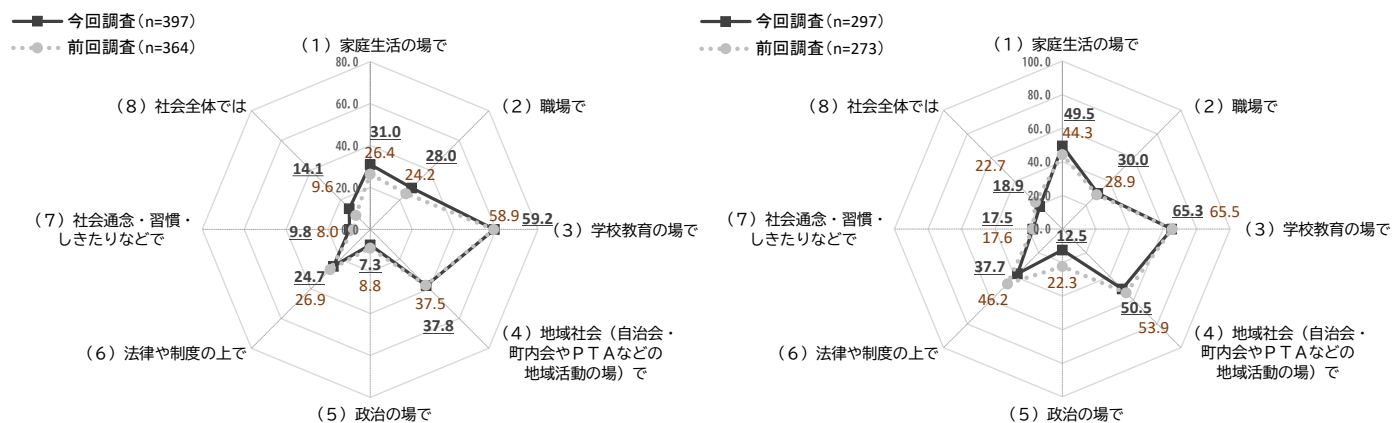 今回調査(n=397)
前回調査(n=364)
(1)家庭生活の場で
80.0
60.0
40.0
20.0
0.0
(2)職場で
(3)学校教育の場で
(4)地域社会(自治会・
町内会やPTAなどの
地域活動の場)で
(5)政治の場で
(6)法律や制度の上で
(7)社会通念・習慣・
しきたりなどで
(8)社会全体では
31.0
26.4
28.0
24.2
58.9
59.2
37.5
37.8
7.3
8.8
24.7
26.9
9.8
8.0
14.1
9.6
今回調査(n=297)
前回調査(n=273)
(1)家庭生活の場で
100.0
80.0
60.0
40.0
20.0
0.0
(2)職場で
(3)学校教育の場で
(4)地域社会(自治会・
町内会やPTAなどの
地域活動の場)で
(5)政治の場で
(6)法律や制度の上で
(7)社会通念・習慣・
しきたりなどで
(8)社会全体では
49.5
44.3
30.0
28.9
65.3
65.5
50.5
53.9
12.5
22.3
37.7
46.2
17.5
17.6
22.7
18.9